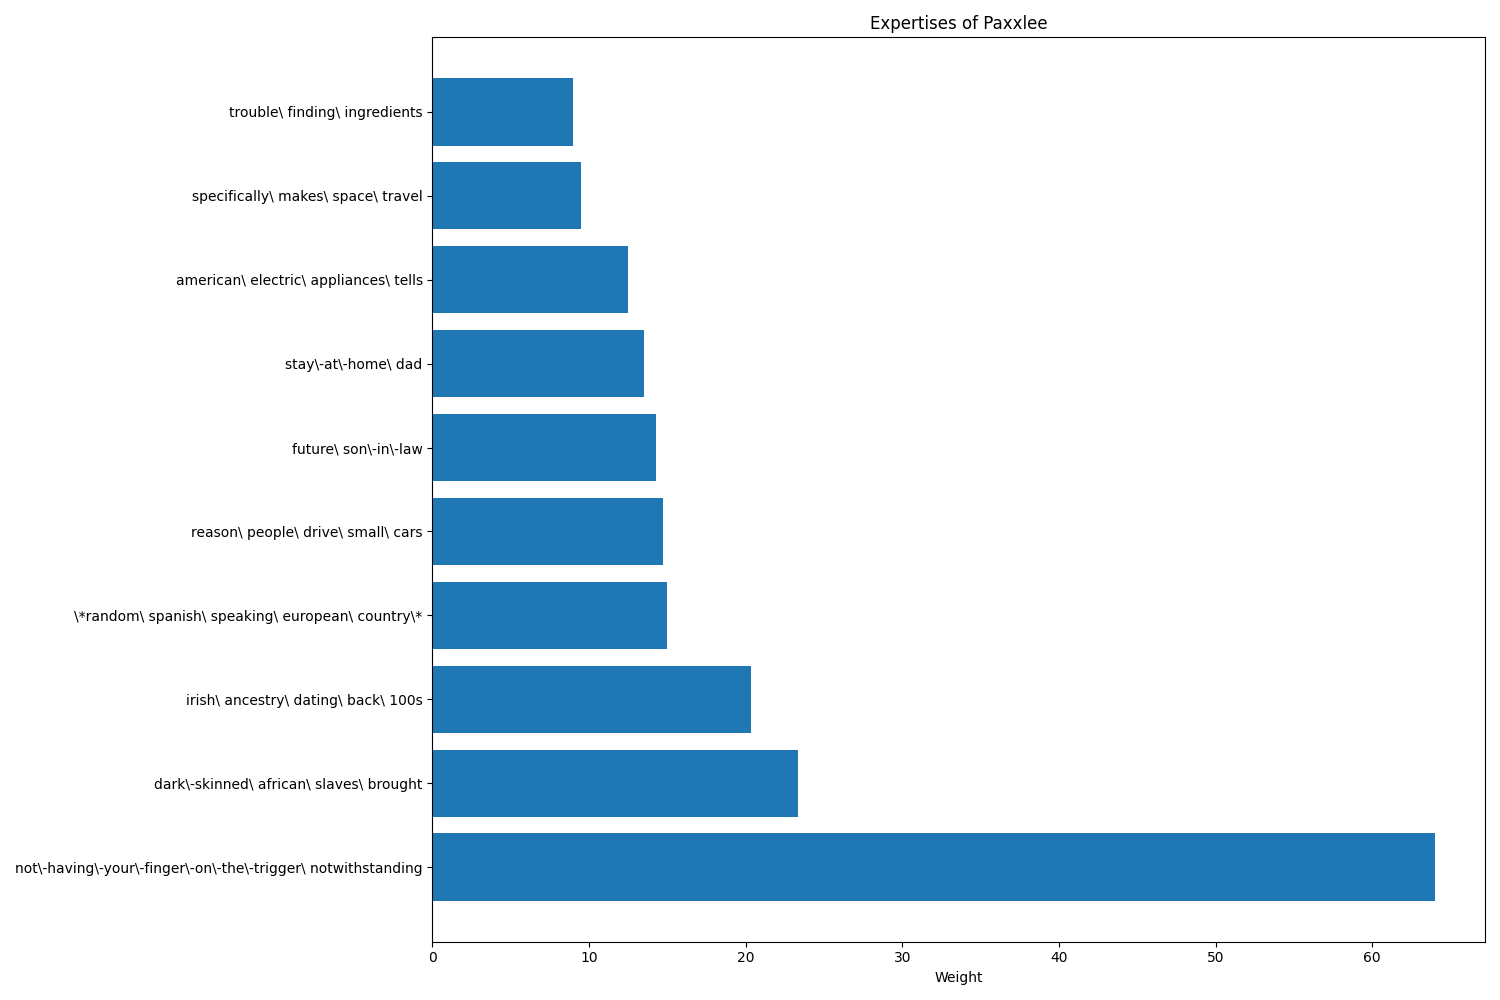 Expertises of Paxxlee
trouble\ finding\ ingredients
specifically\ makes\ space\ travel
american\ electric\ appliances\ tells
stay\-at\-home\ dad
future\ son\-in\-law
reason\ people\ drive\ small\ cars
\*random\ spanish\ speaking\ european\ country\*
irish\ ancestry\ dating\ back\ 100s
dark\-skinned\ african\ slaves\ brought
not\-having\-your\-finger\-on\-the\-trigger\ notwithstanding
0 10 20 30 40 50 60
Weight